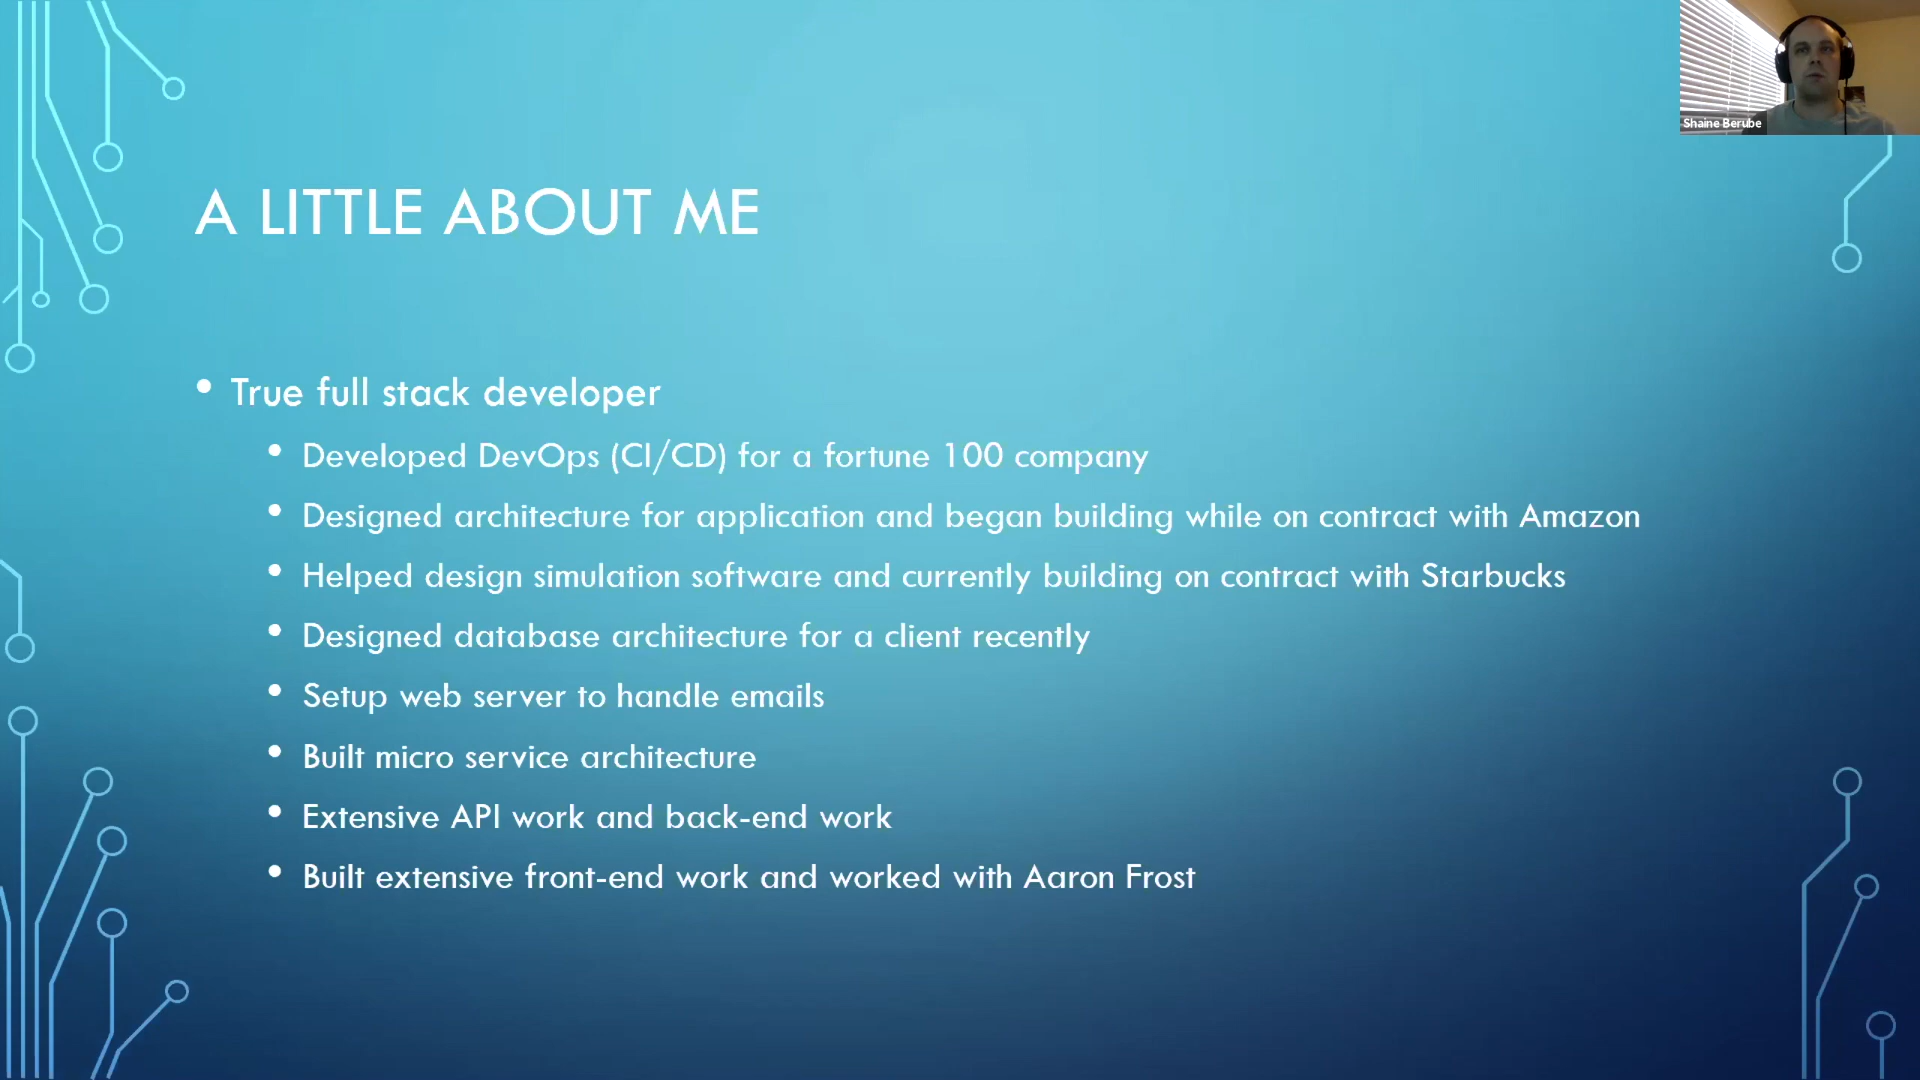 Shaine Berube
A LITTLE ABOUT ME
• True full stack developer
• Developed DevOps (CI/CD) for a fortune 100 company
• Designed architecture for application and began building while on contract with Amazon
• Helped design simulation software and currently building on contract with Starbucks
• Designed database architecture for a client recently
• Setup web server to handle emails
• Built micro service architecture
• Extensive API work and back-end work
• Built extensive front-end work and worked with Aaron Frost